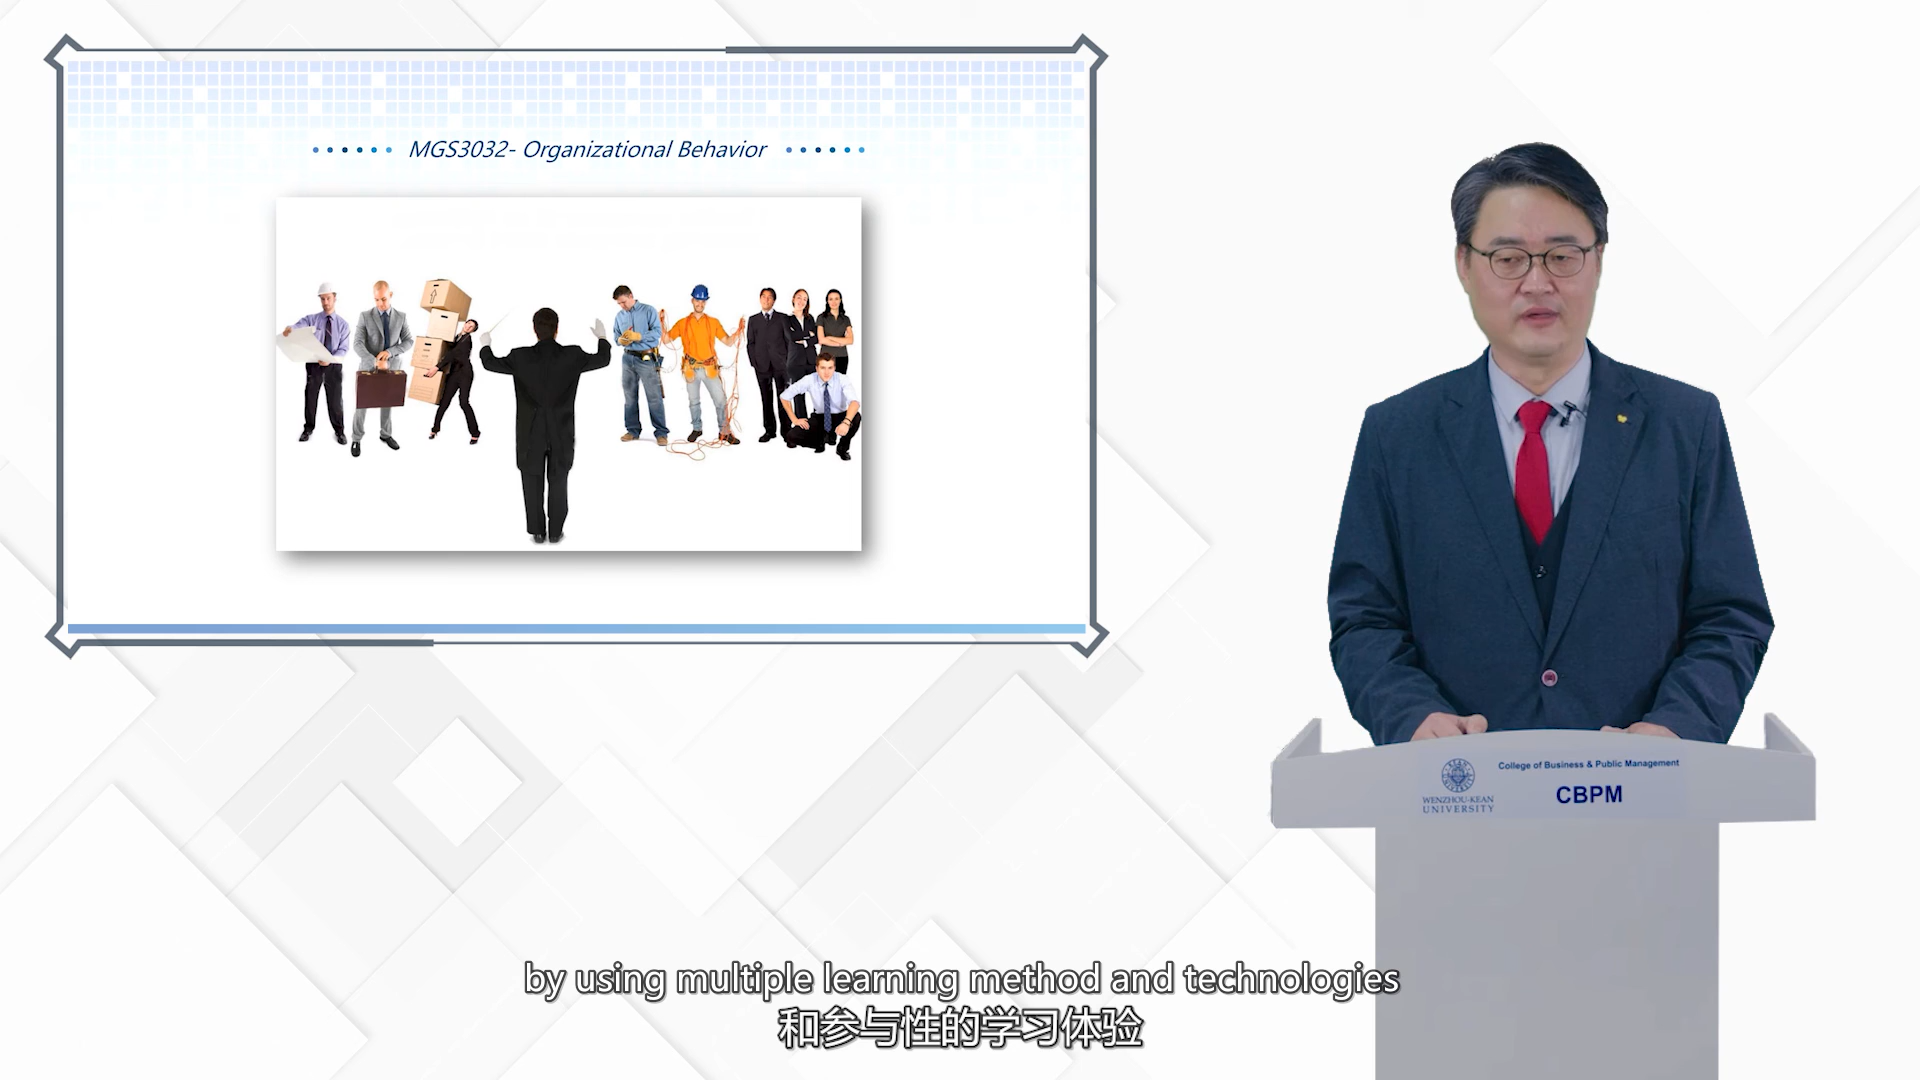 MGS3032- Organizational Behavior
College of Business & Public Management
CBPM
WENZHOU-KEAN
UNIVERSITY
by using multiple learning method and technologies
和参与性的学习体验